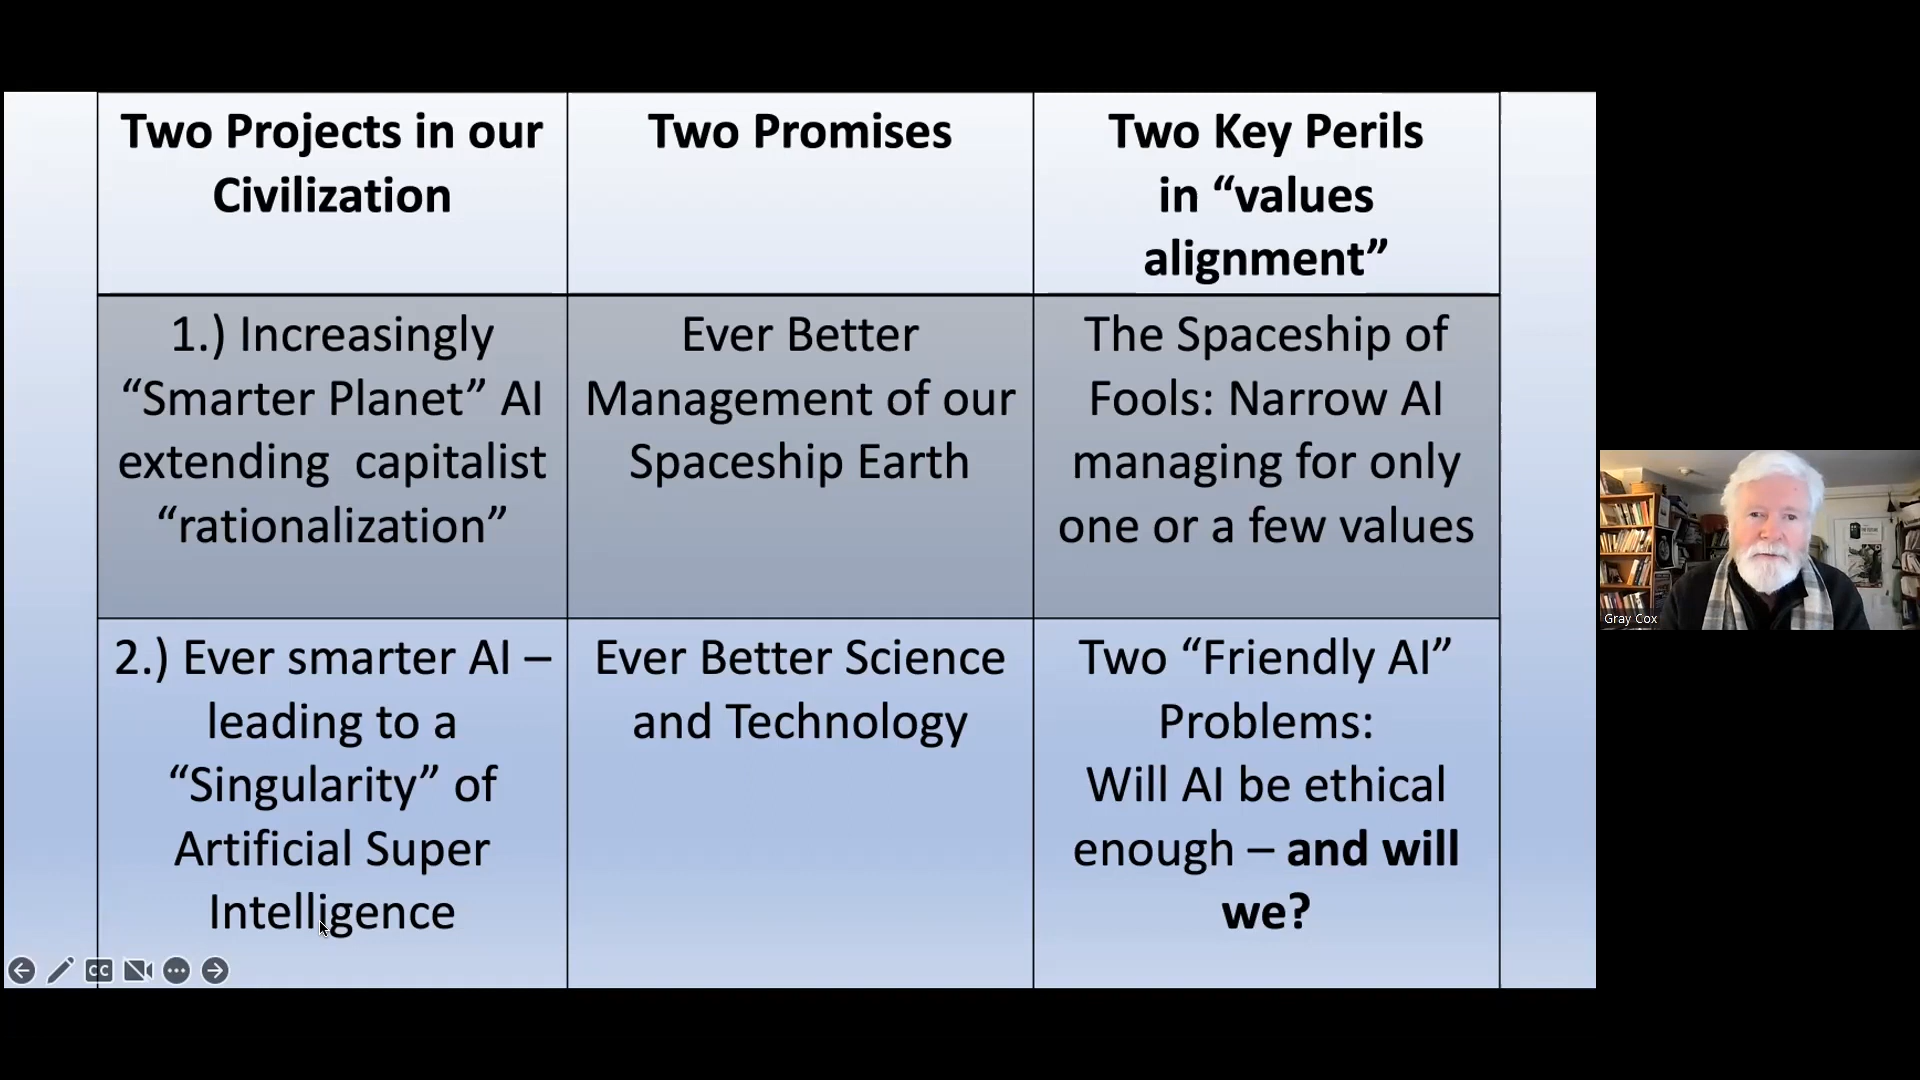 Two Projects in our
Civilization
Two Promises
Two Key Perils
in “values
alignment”
1.) Increasingly
“Smarter Planet” AI
extending  capitalist
“rationalization”
Ever Better
Management of our
Spaceship Earth
The Spaceship of
Fools: Narrow AI
managing for only
one or a few values
2.) Ever smarter AI –
leading to a
“Singularity” of
Artificial Super
Intelligence
Ever Better Science
and Technology
Two “Friendly AI”
Problems:
Will AI be ethical
enough – and will
we?
CC
Gray Cox